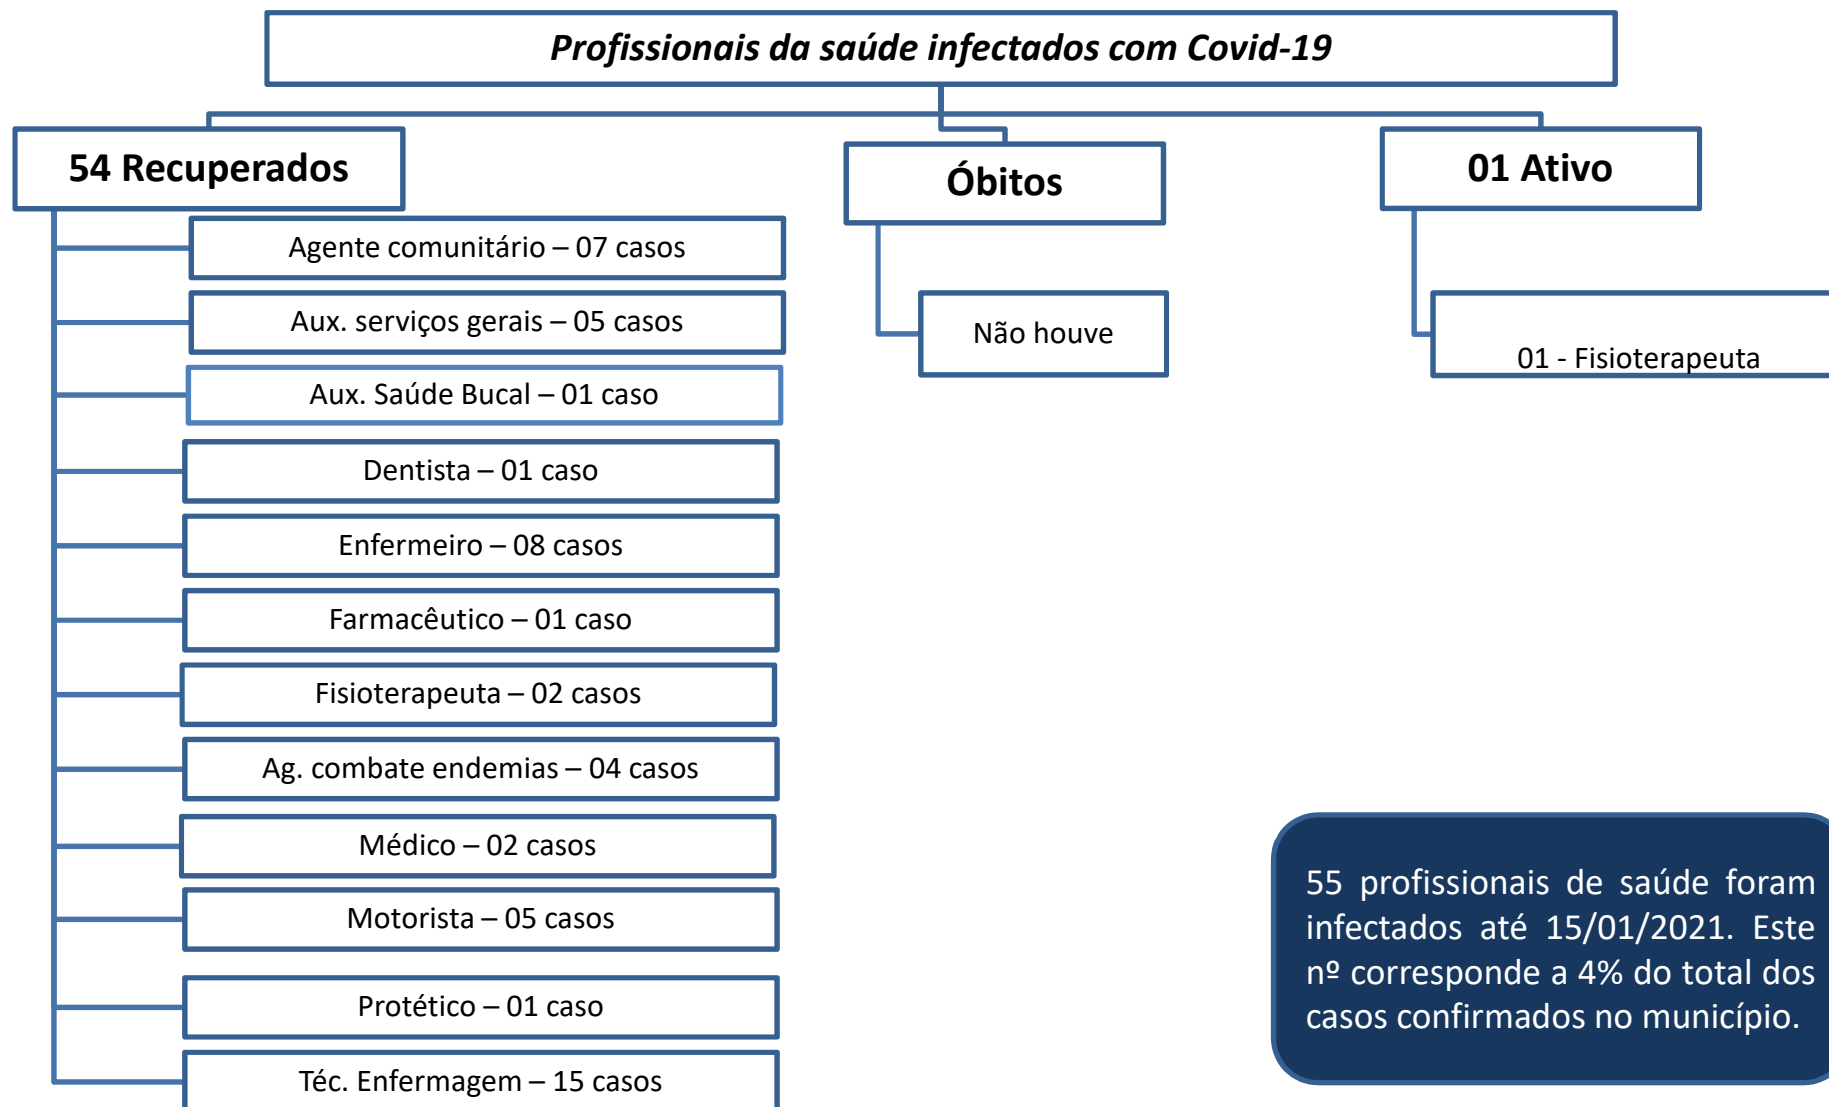 Profissionais da saúde infectados com Covid-19
54 Recuperados
Agente comunitário – 07 casos
Aux. serviços gerais – 05 casos
Aux. Saúde Bucal – 01 caso
Dentista – 01 caso
Enfermeiro – 08 casos
Farmacêutico – 01 caso
Fisioterapeuta – 02 casos
Ag. combate endemias – 04 casos
Médico – 02 casos
Motorista – 05 casos
Protético – 01 caso
Téc. Enfermagem – 15 casos
Óbitos
Não houve
01 Ativo
01 - Fisioterapeuta
55 profissionais de saúde foram
infectados até 15/01/2021. Este
nº corresponde a 4% do total dos
casos confirmados no município.